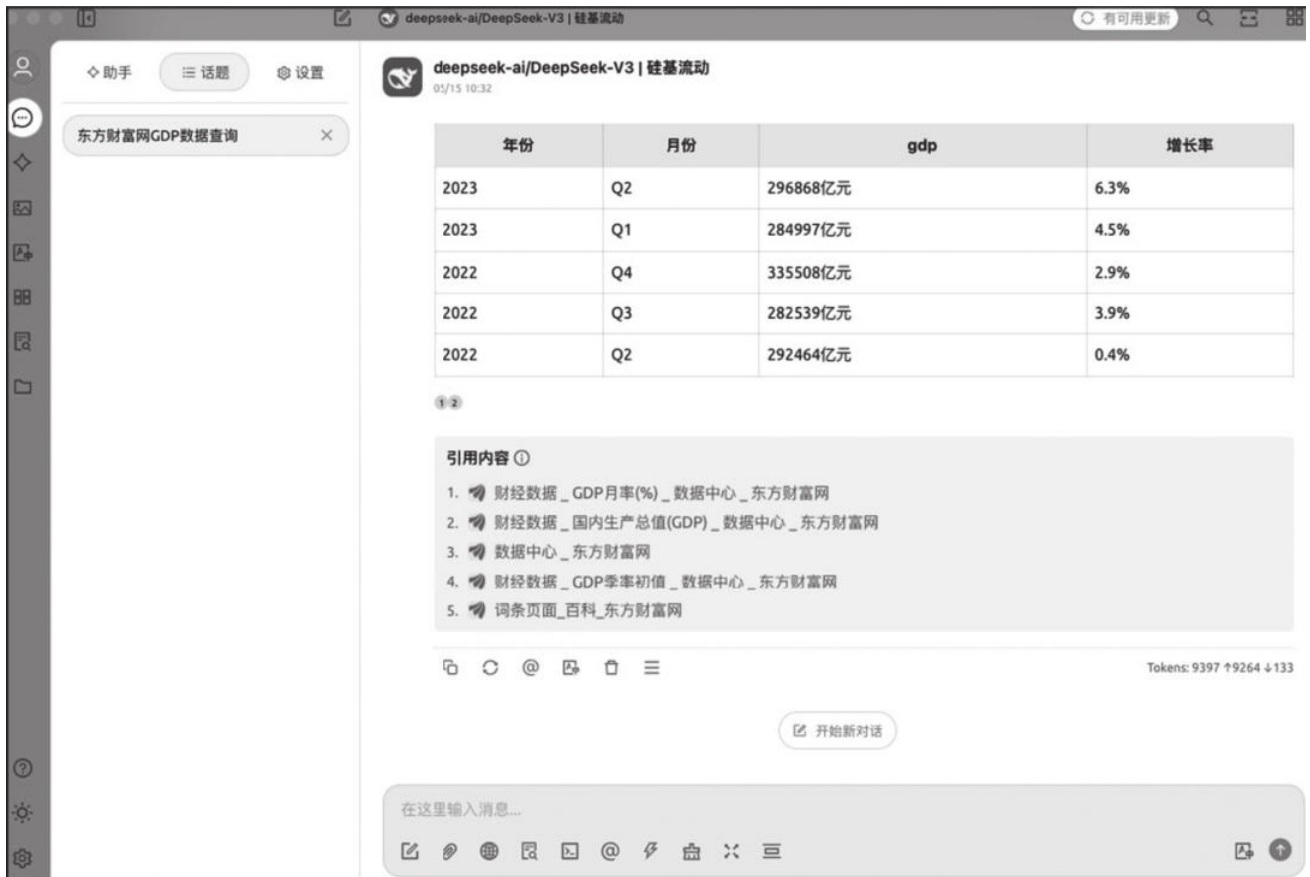 deepseek-ai/DeepSeek-V3 | 硅基流动
有可用更新
助手 话题 设置
东方财富网GDP数据查询
deepseek-ai/DeepSeek-V3 | 硅基流动
05/15 10:32
年份 月份 gdp 增长率
2023 Q2 296868亿元 6.3%
2023 Q1 284997亿元 4.5%
2022 Q4 335508亿元 2.9%
2022 Q3 282539亿元 3.9%
2022 Q2 292464亿元 0.4%
1 2
引用内容
1. 财经数据 _ GDP月率(%) _ 数据中心 _ 东方财富网
2. 财经数据 _ 国内生产总值(GDP) _ 数据中心 _ 东方财富网
3. 数据中心 _ 东方财富网
4. 财经数据 _ GDP季率初值 _ 数据中心 _ 东方财富网
5. 词条页面_百科_东方财富网
Tokens: 9397 ↑9264 ↓133
开始新对话
在这里输入消息...